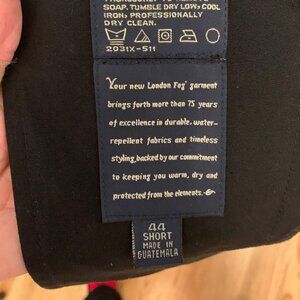 SOAP. TUMBLE DRY LOW; COOL
IRON; PROFESSIONALLY
DRY CLEAN.
2031X-511
Your new London Fog® garment
brings forth more than 75 years
of excellence in durable, water-
repellent fabrics and timeless
styling, backed by our commitment
to keeping you warm, dry and
protected from the elements.
44
SHORT
MADE IN
GUATEMALA